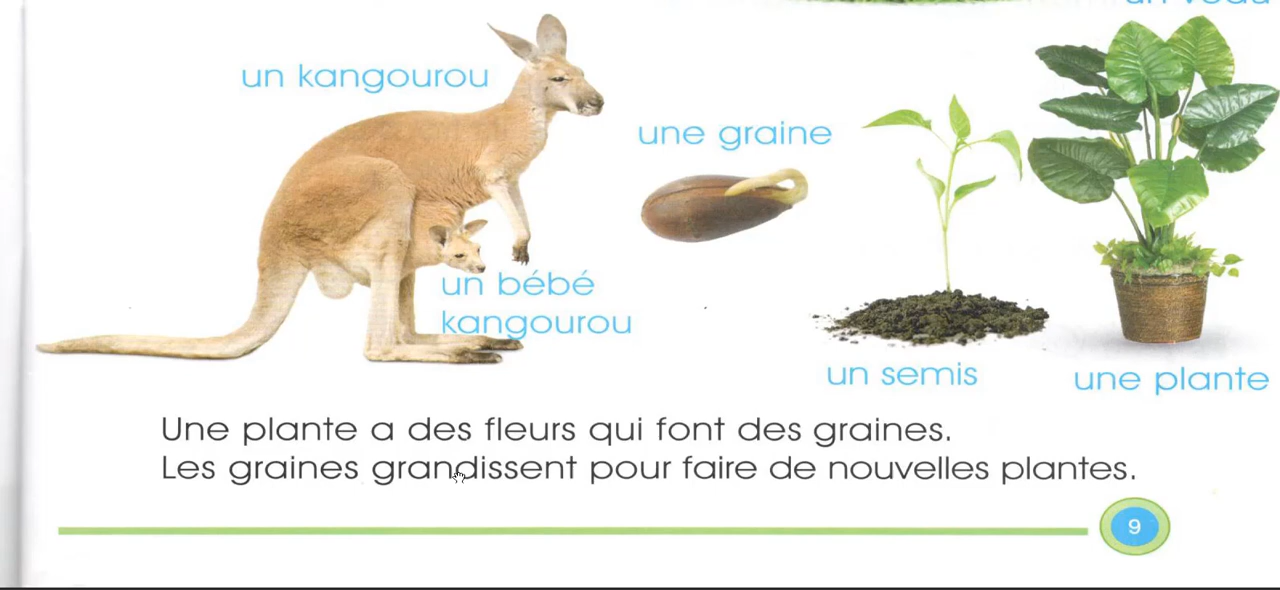 un kangourou
une graine
un bébé
kangourou
un semis
une plante
Une plante a des fleurs qui font des graines.
Les graines grandissent pour faire de nouvelles plantes.
9